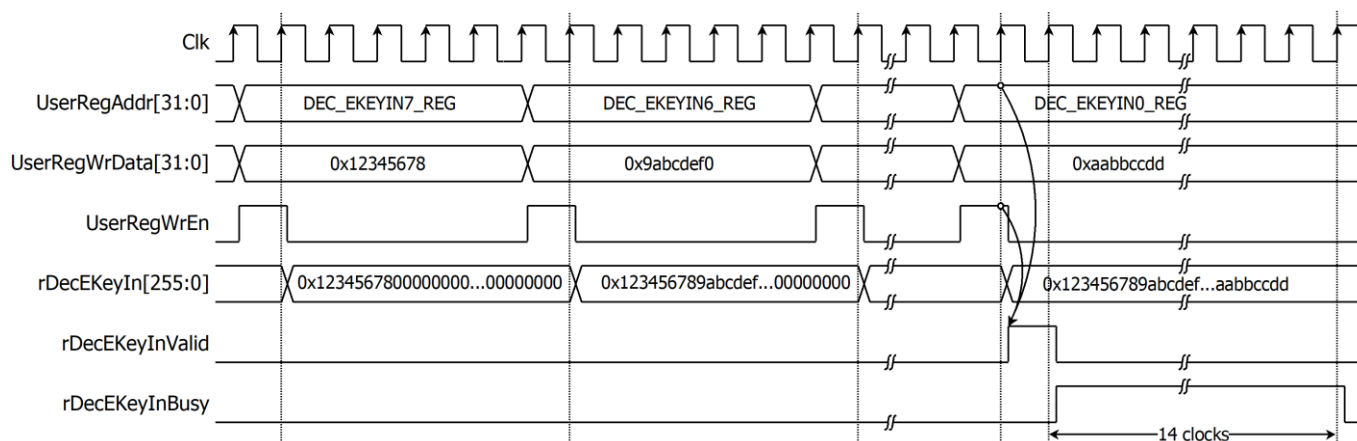 Clk
UserRegAddr[31:0] DEC_EKEYIN7_REG DEC_EKEYIN6_REG DEC_EKEYIN0_REG
UserRegWrData[31:0] 0x12345678 0x9abcdef0 0xaabbccdd
UserRegWrEn
rDecEKeyIn[255:0] 0x1234567800000000...00000000 0x123456789abcdef...00000000 0x123456789abcdef...aabbccdd
rDecEKeyInValid
rDecEKeyInBusy
14 clocks